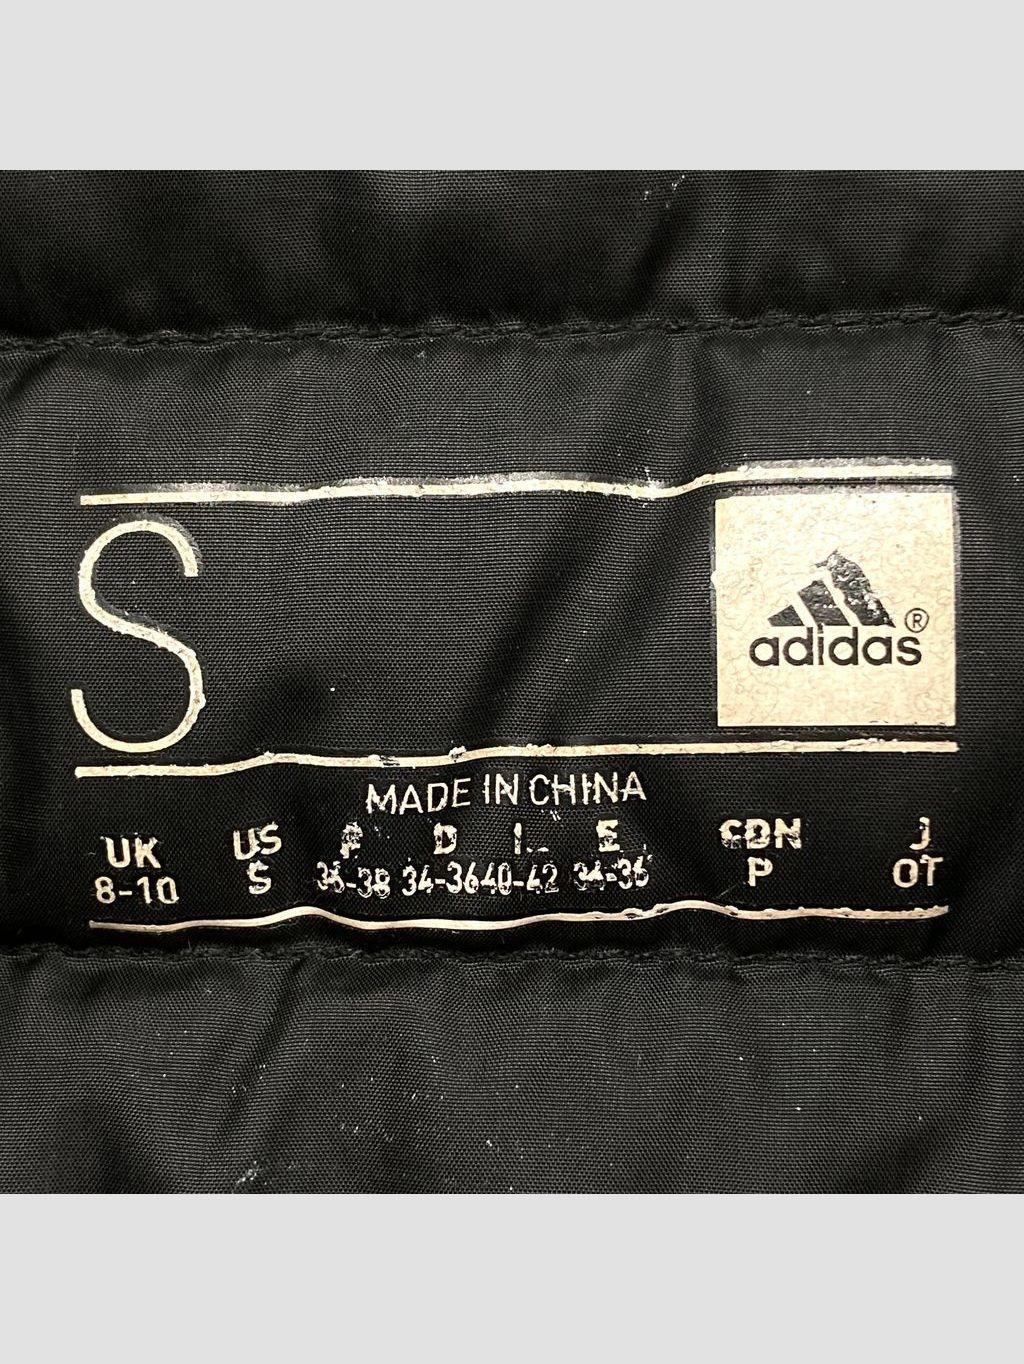 S
adidas®
MADE IN CHINA
UK US F D I E CDN J
8-10 S 36-38 34-36 40-42 34-36 P OT